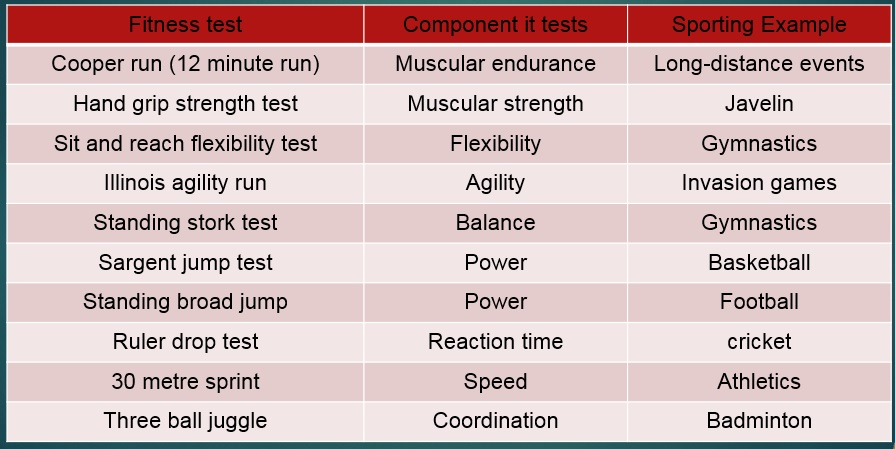 Fitness test Component it tests Sporting Example
Cooper run (12 minute run) Muscular endurance Long-distance events
Hand grip strength test Muscular strength Javelin
Sit and reach flexibility test Flexibility Gymnastics
Illinois agility run Agility Invasion games
Standing stork test Balance Gymnastics
Sargent jump test Power Basketball
Standing broad jump Power Football
Ruler drop test Reaction time cricket
30 metre sprint Speed Athletics
Three ball juggle Coordination Badminton